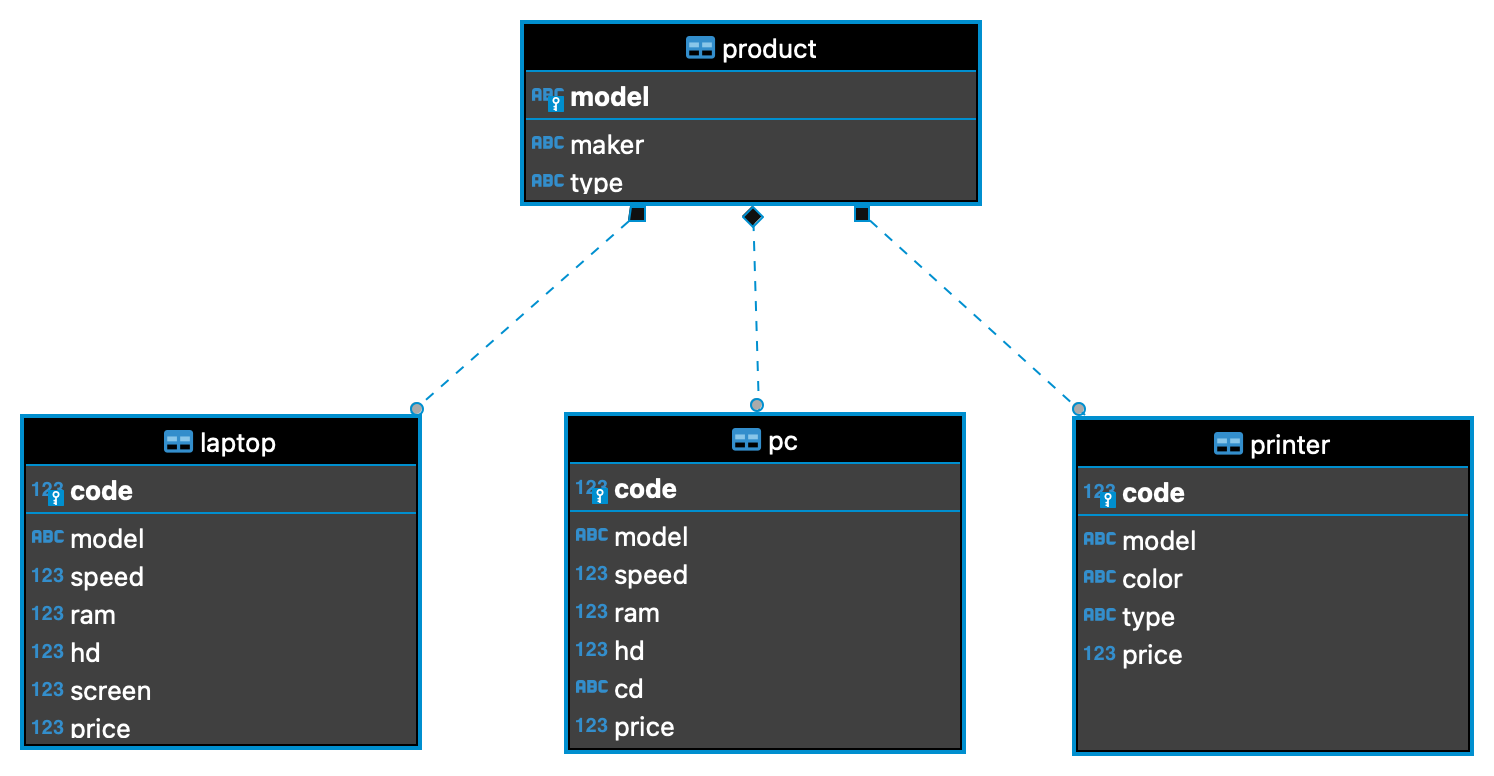 product
ABC model
ABC maker
ABC type
laptop
123 code
ABC model
123 speed
123 ram
123 hd
123 screen
123 price
pc
123 code
ABC model
123 speed
123 ram
123 hd
ABC cd
123 price
printer
123 code
ABC model
ABC color
ABC type
123 price